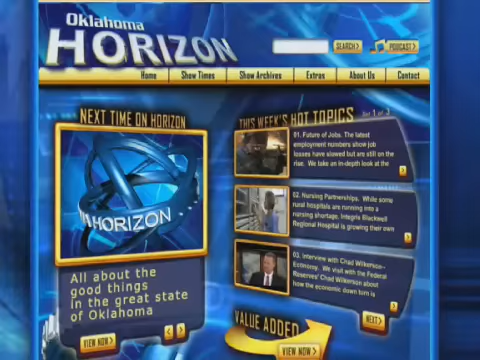 Oklahoma
HORIZON
SEARCH>
PODCAST>
Home
Show Times
Show Archives
Extras
About Us
Contact
NEXT TIME ON HORIZON
HORIZON
All about the
good things
in the great state
of Oklahoma
VIEW NOW>
THIS WEEK'S HOT TOPICS
01. Future of Jobs. The latest
employment numbers show job
losses have slowed but are still on the
rise. We take an in-depth look at the
02. Nursing Partnerships. While some
rural hospitals are running into a
nursing shortage, Integris Blackwell
Regional Hospital is growing their own
03. Interview with Chad Wilkerson-
Economy. We visit with the Federal
Reserves' Chad Wilkerson about
how the economic down turn is
NEXT>
VALUE ADDED
VIEW NOW>